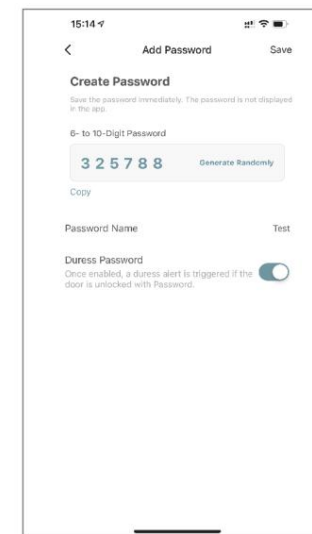 15:14
Add Password
Save
Create Password
Save the password immediately. The password is not displayed
in the app.
6- to 10-Digit Password
325788
Generate Randomly
Copy
Password Name
Test
Duress Password
Once enabled, a duress alert is triggered if the
door is unlocked with Password.